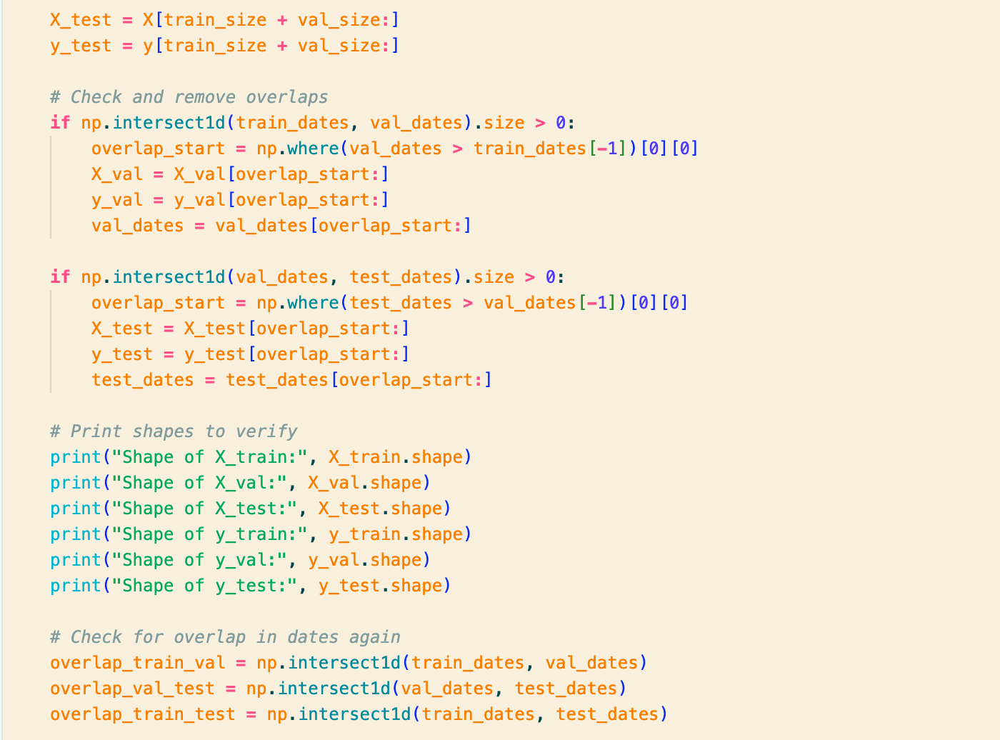 X_test = X[train_size + val_size:]
y_test = y[train_size + val_size:]
# Check and remove overlaps
if np.intersect1d(train_dates, val_dates).size > 0:
overlap_start = np.where(val_dates > train_dates[-1])[0][0]
X_val = X_val[overlap_start:]
y_val = y_val[overlap_start:]
val_dates = val_dates[overlap_start:]
if np.intersect1d(val_dates, test_dates).size > 0:
overlap_start = np.where(test_dates > val_dates[-1])[0][0]
X_test = X_test[overlap_start:]
y_test = y_test[overlap_start:]
test_dates = test_dates[overlap_start:]
# Print shapes to verify
print("Shape of X_train:", X_train.shape)
print("Shape of X_val:", X_val.shape)
print("Shape of X_test:", X_test.shape)
print("Shape of y_train:", y_train.shape)
print("Shape of y_val:", y_val.shape)
print("Shape of y_test:", y_test.shape)
# Check for overlap in dates again
overlap_train_val = np.intersect1d(train_dates, val_dates)
overlap_val_test = np.intersect1d(val_dates, test_dates)
overlap_train_test = np.intersect1d(train_dates, test_dates)